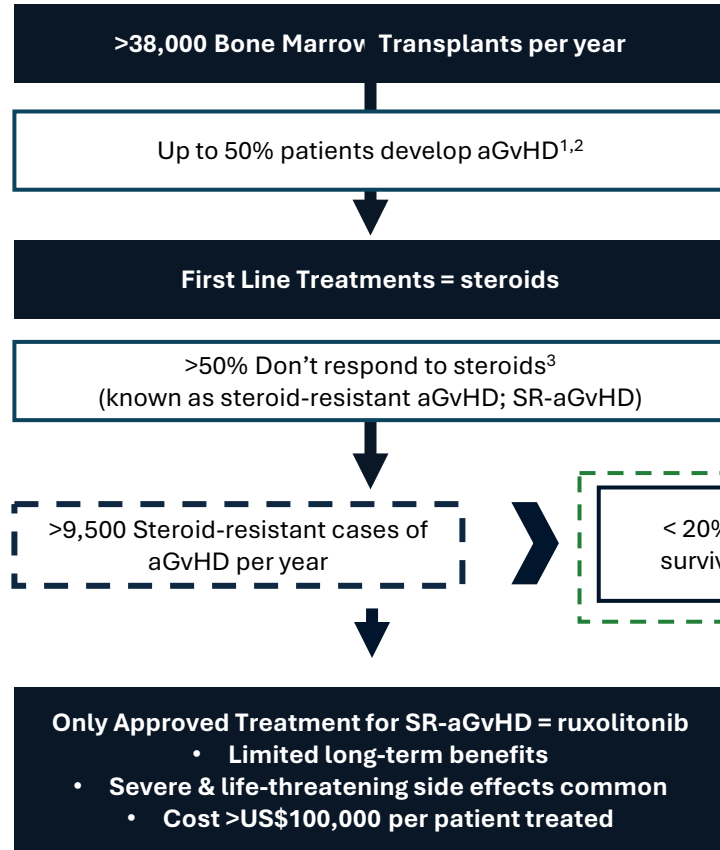 >38,000 Bone Marrow Transplants per year
Up to 50% patients develop aGvHD¹,²
First Line Treatments = steroids
>50% Don't respond to steroids³
(known as steroid-resistant aGvHD; SR-aGvHD)
>9,500 Steroid-resistant cases of
aGvHD per year
< 20%
surviv
Only Approved Treatment for SR-aGvHD = ruxolitonib
• Limited long-term benefits
• Severe & life-threatening side effects common
• Cost >US$100,000 per patient treated